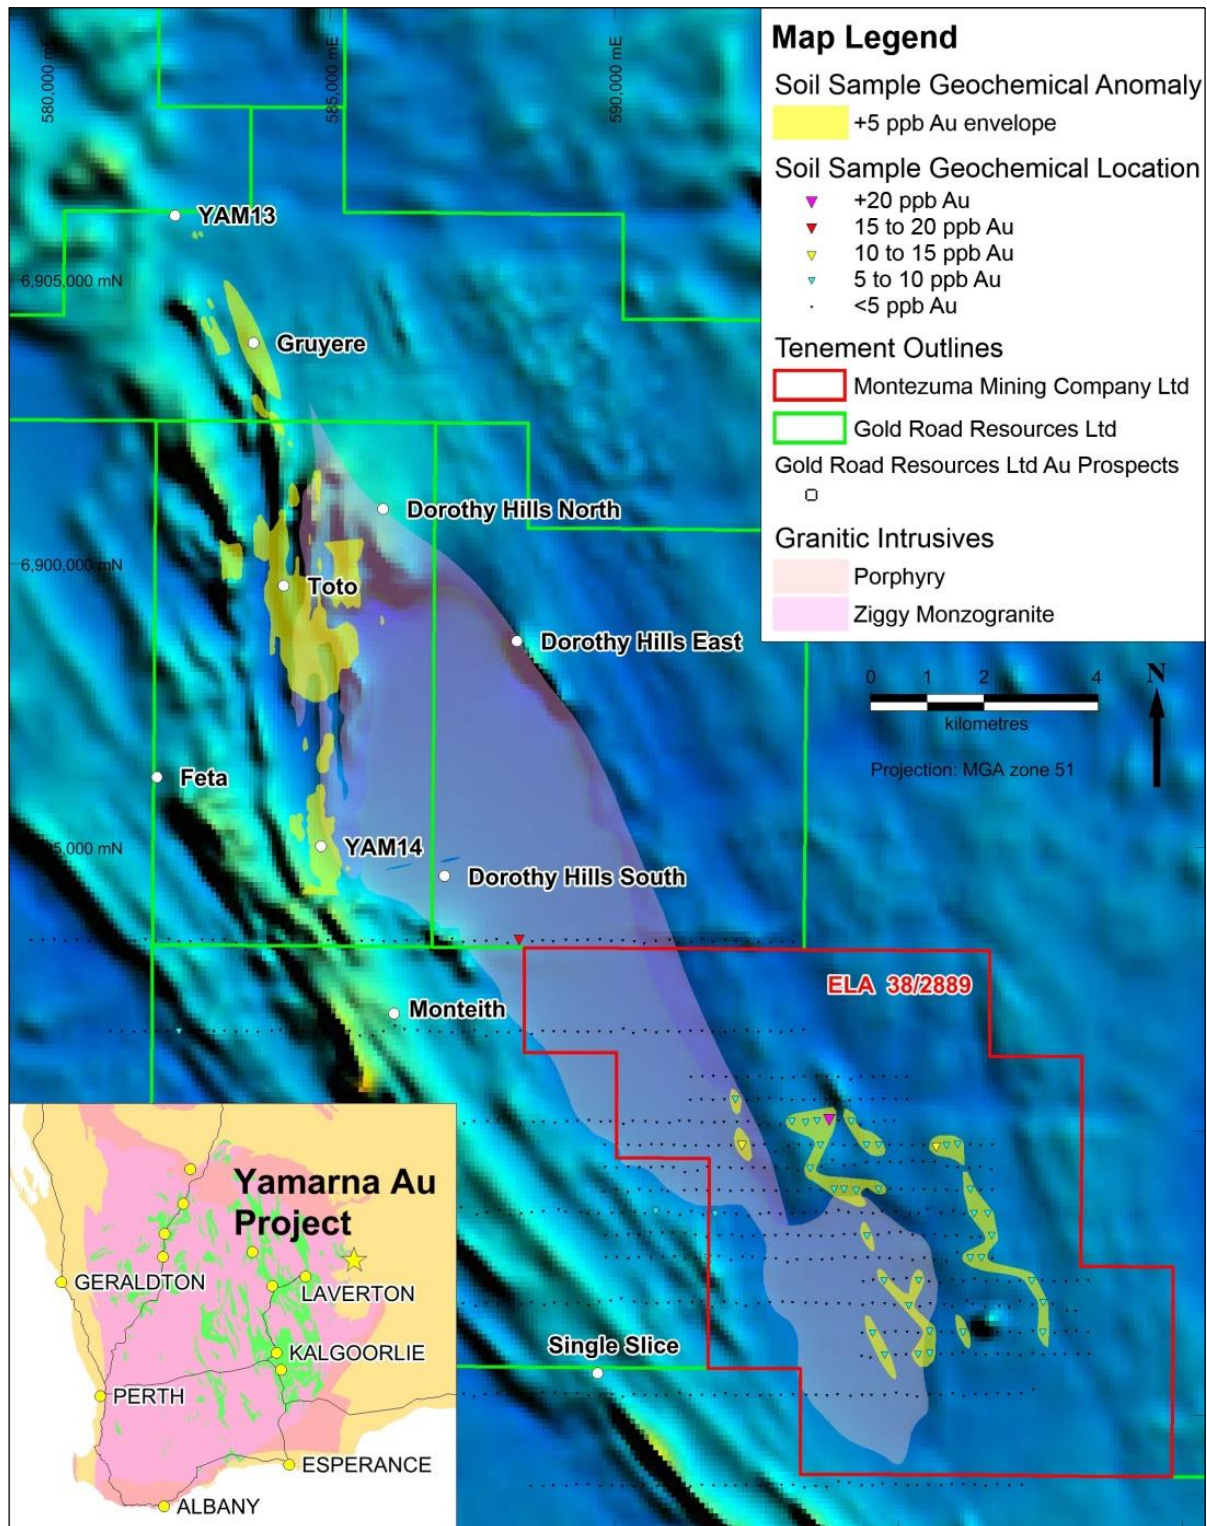 580,000 mE
585,000 mE
590,000 mE
Map Legend
Soil Sample Geochemical Anomaly
+5 ppb Au envelope
Soil Sample Geochemical Location
+20 ppb Au
15 to 20 ppb Au
10 to 15 ppb Au
5 to 10 ppb Au
<5 ppb Au
Tenement Outlines
Montezuma Mining Company Ltd
Gold Road Resources Ltd
Gold Road Resources Ltd Au Prospects
Granitic Intrusives
Porphyry
Ziggy Monzogranite
YAM13
6,905,000 mN
Gruyere
Dorothy Hills North
6,900,000 mN
Toto
Dorothy Hills East
0 2 4
kilometres
N
Projection: MGA zone 51
Feta
YAM14
5,000 mN
Dorothy Hills South
ELA 38/2889
Monteith
Single Slice
Yamarna Au
Project
GERALDTON
LAVERTON
KALGOORLIE
PERTH
ESPERANCE
ALBANY